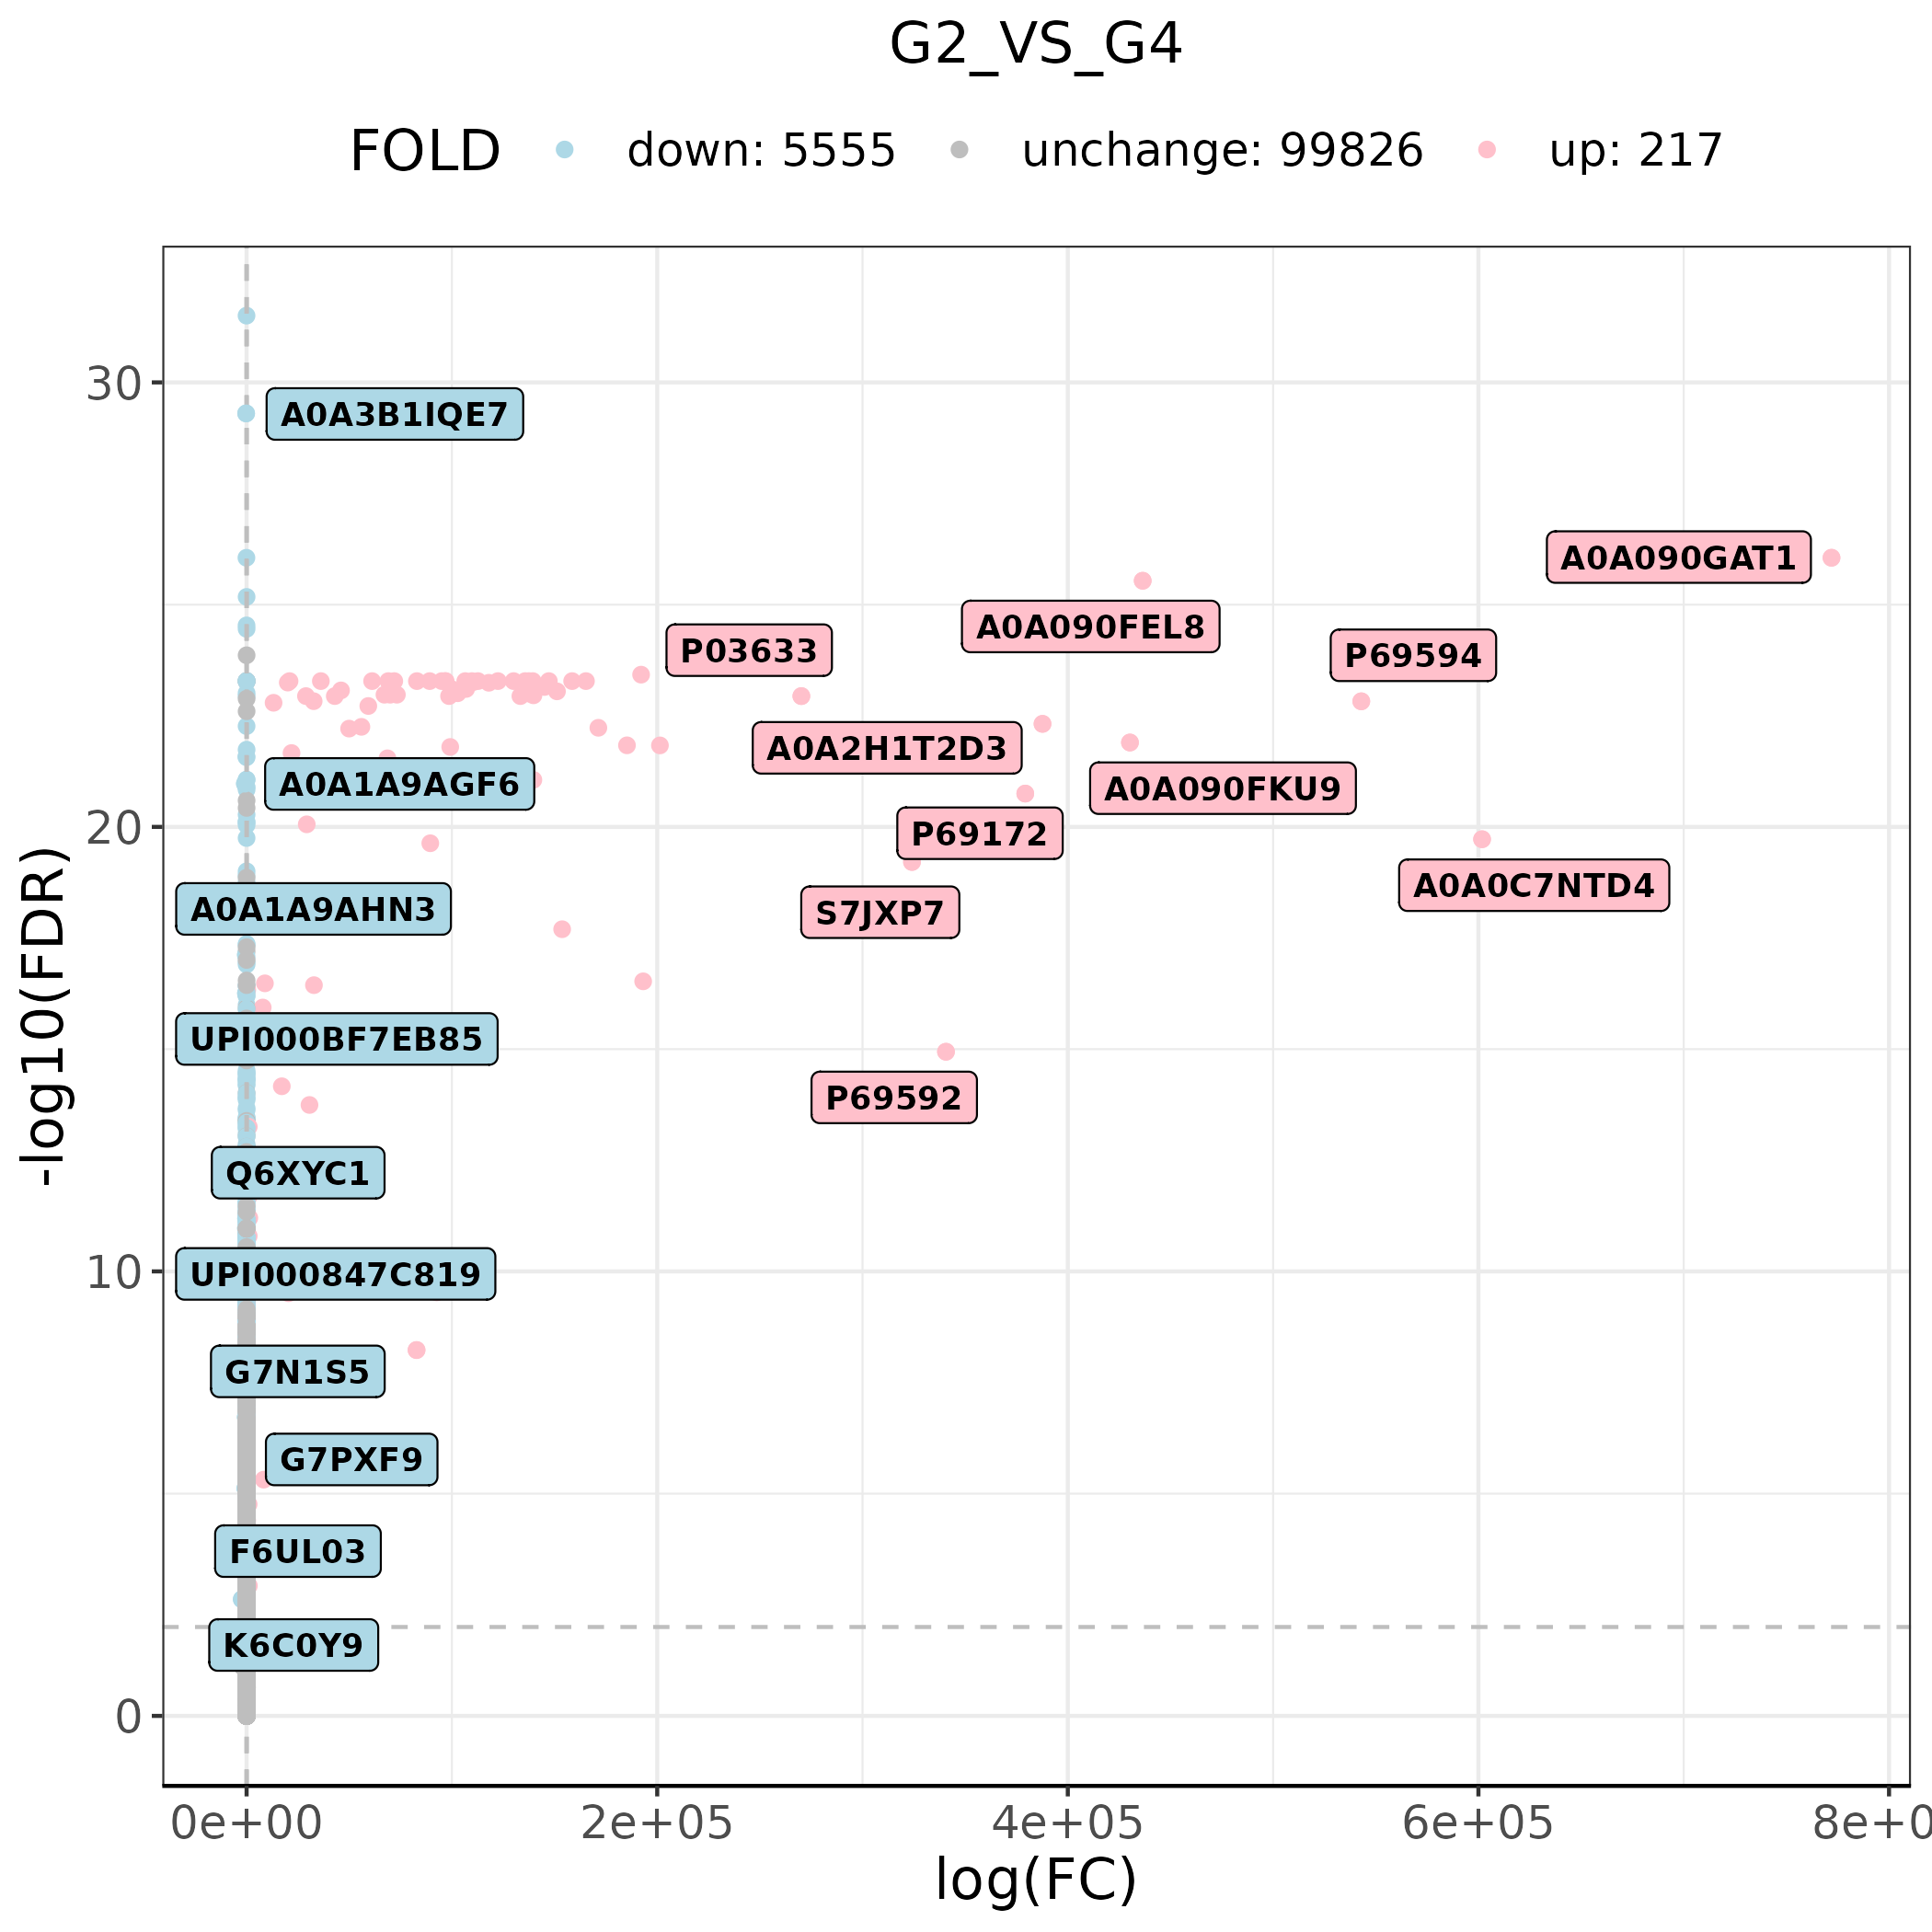 G2_VS_G4
FOLD down: 5555 unchange: 99826 up: 217
30
A0A3B1IQE7
A0A090GAT1
A0A090FEL8
P03633
P69594
A0A2H1T2D3
A0A1A9AGF6
A0A090FKU9
20
P69172
A0A0C7NTD4
A0A1A9AHN3
S7JXP7
-log10(FDR)
UPI000BF7EB85
P69592
Q6XYC1
10
UPI000847C819
G7N1S5
G7PXF9
F6UL03
K6C0Y9
0
0e+00 2e+05 4e+05 6e+05 8e+0
log(FC)